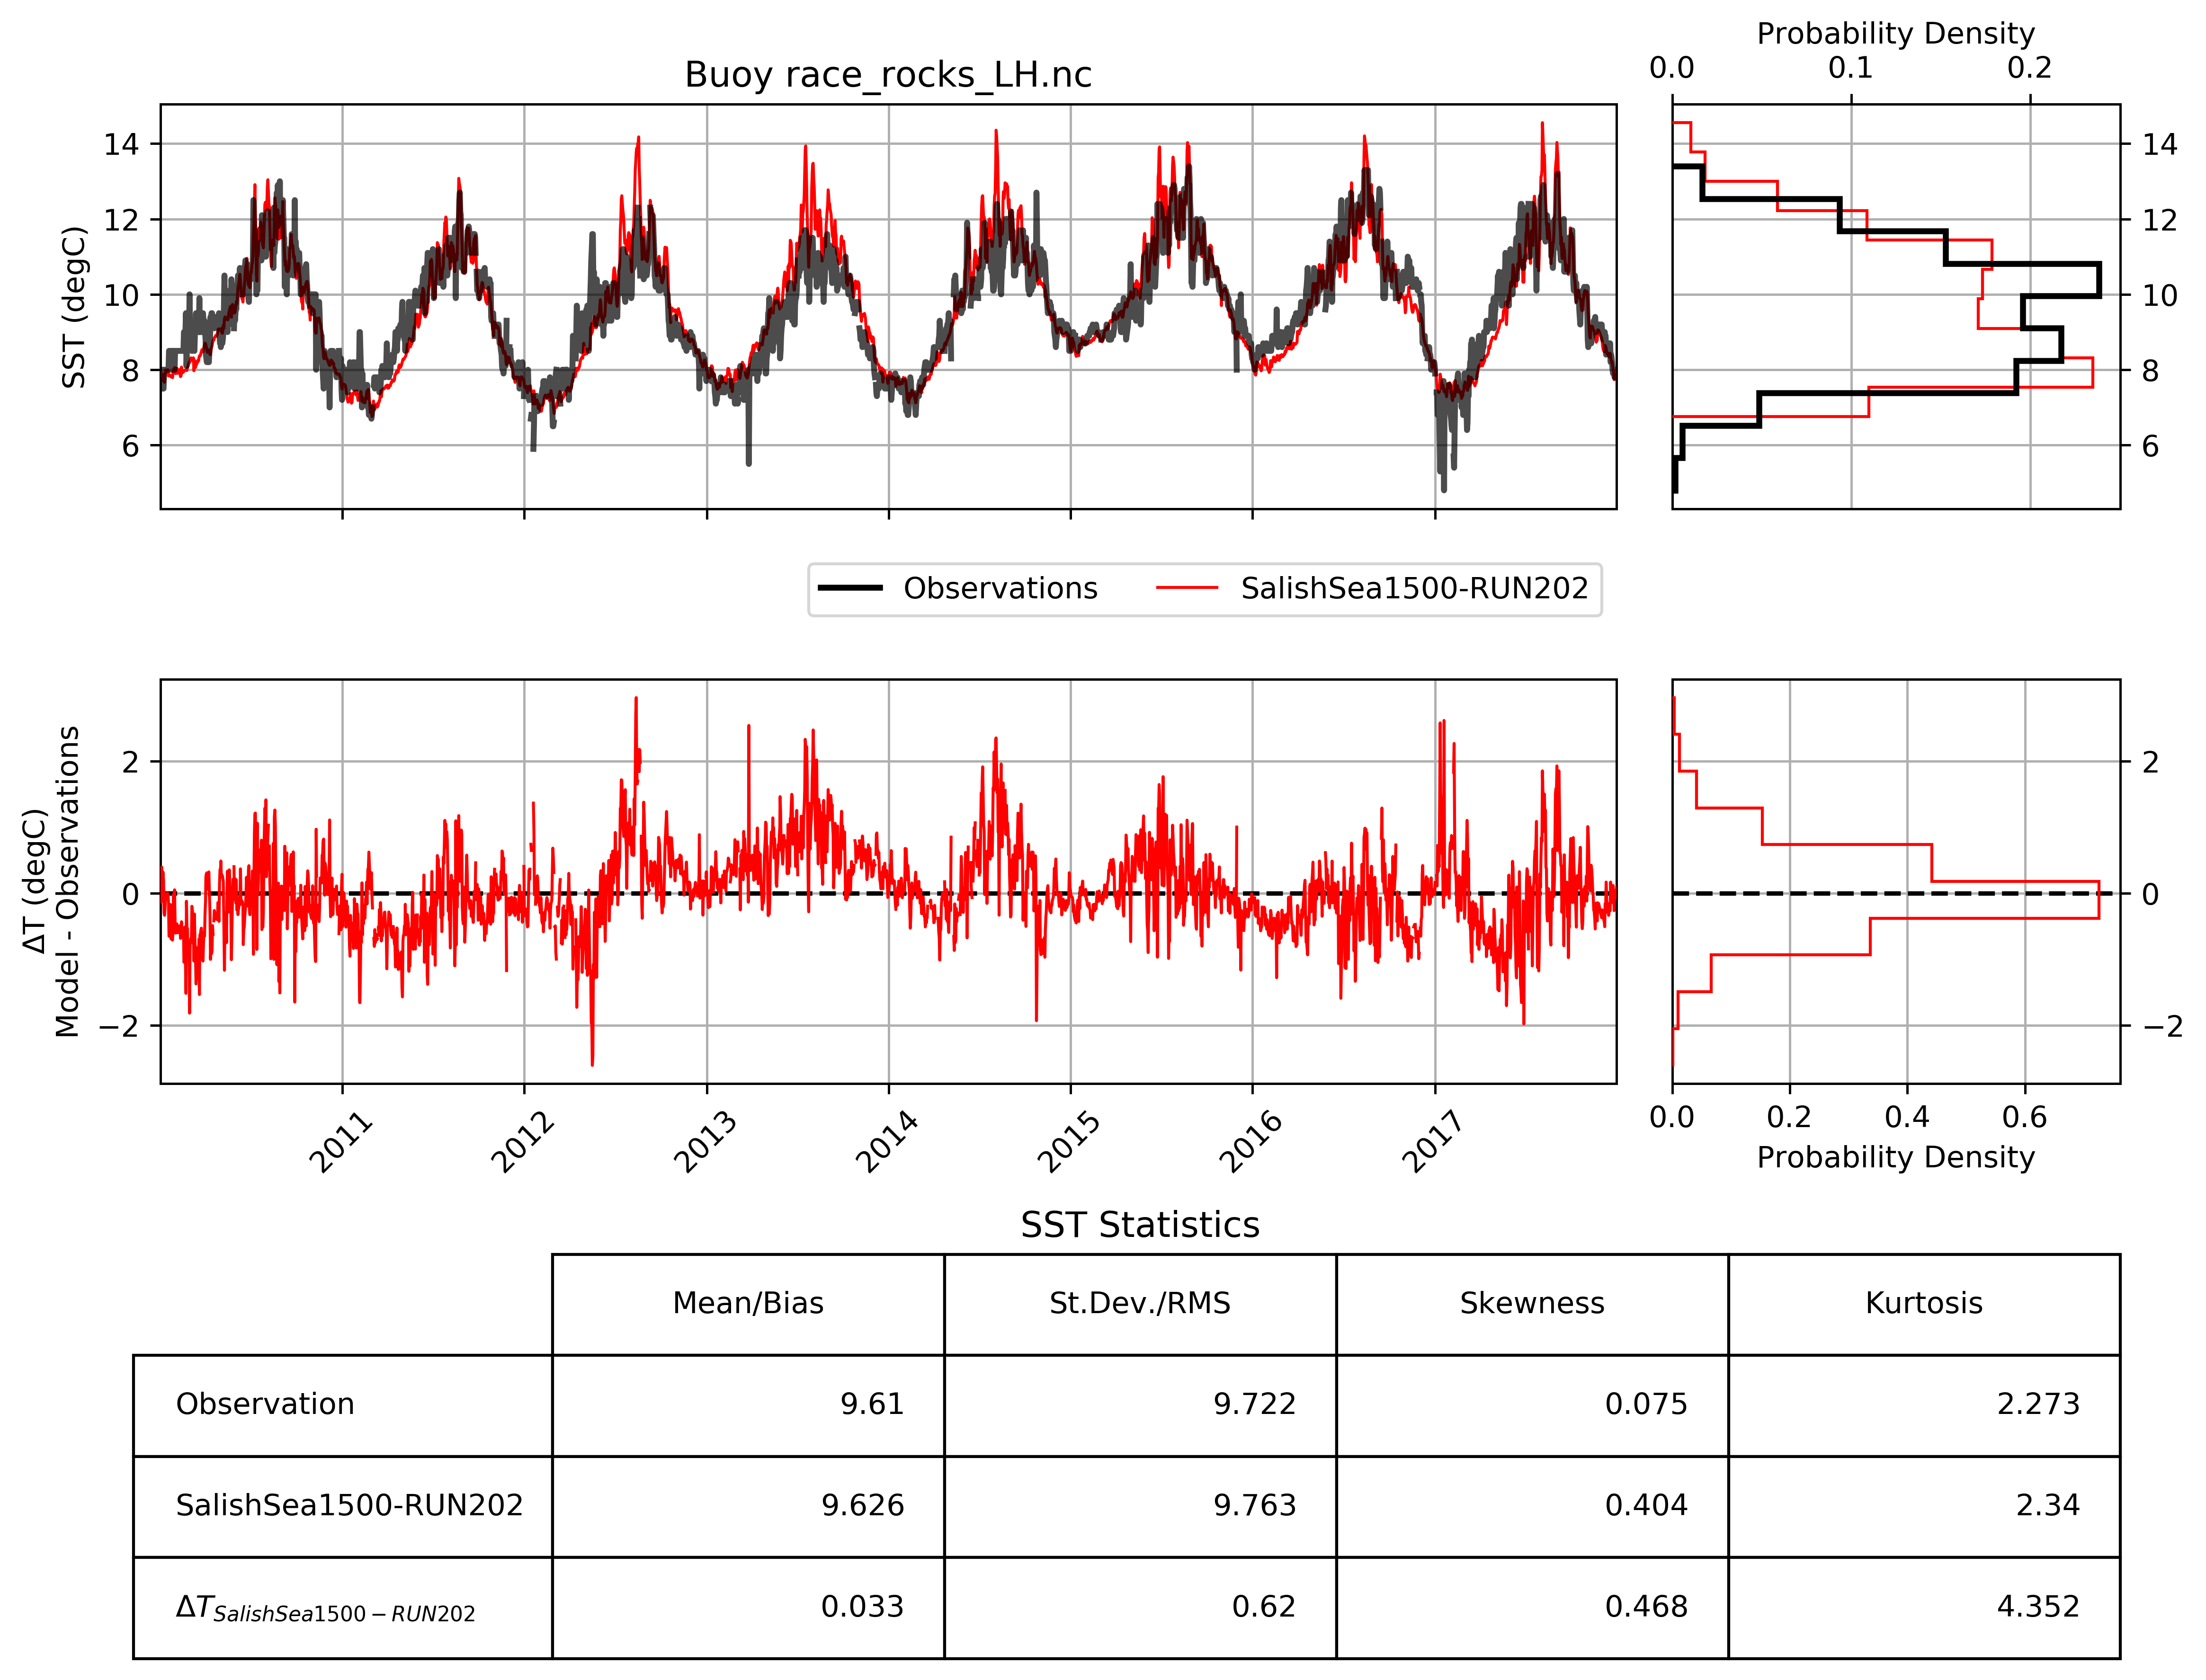 Probability Density
0.0 0.1 0.2
Buoy race_rocks_LH.nc
SST (degC)
14
12
10
8
6
14
12
10
8
6
Observations SalishSea1500-RUN202
ΔT (degC)
Model - Observations
2
0
−2
2
0
−2
2011 2012 2013 2014 2015 2016 2017
0.0 0.2 0.4 0.6
Probability Density
SST Statistics
Mean/Bias St.Dev./RMS Skewness Kurtosis
Observation 9.61 9.722 0.075 2.273
SalishSea1500-RUN202 9.626 9.763 0.404 2.34
ΔT SalishSea1500−RUN202 0.033 0.62 0.468 4.352